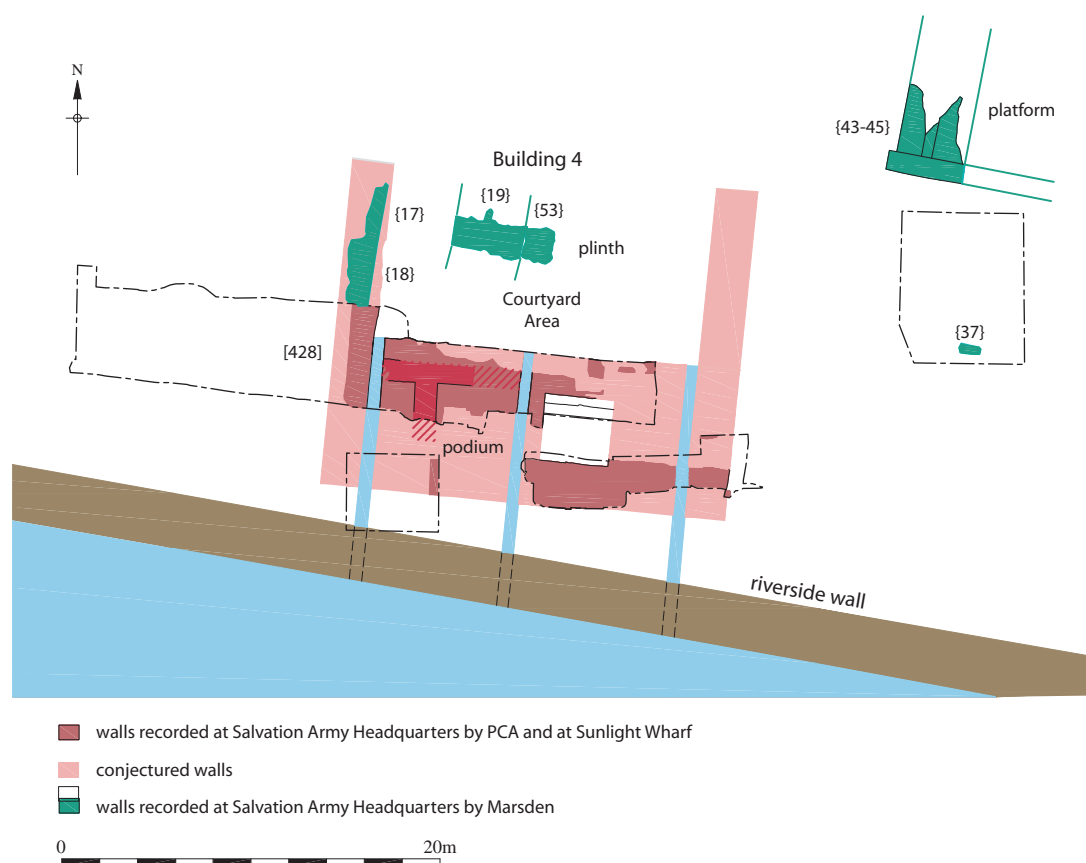 N
platform
{43-45}
Building 4
{19}
{17}
{53}
plinth
{18}
Courtyard
Area
{37}
[428]
podium
riverside wall
walls recorded at Salvation Army Headquarters by PCA and at Sunlight Wharf
conjectured walls
walls recorded at Salvation Army Headquarters by Marsden
0
20m